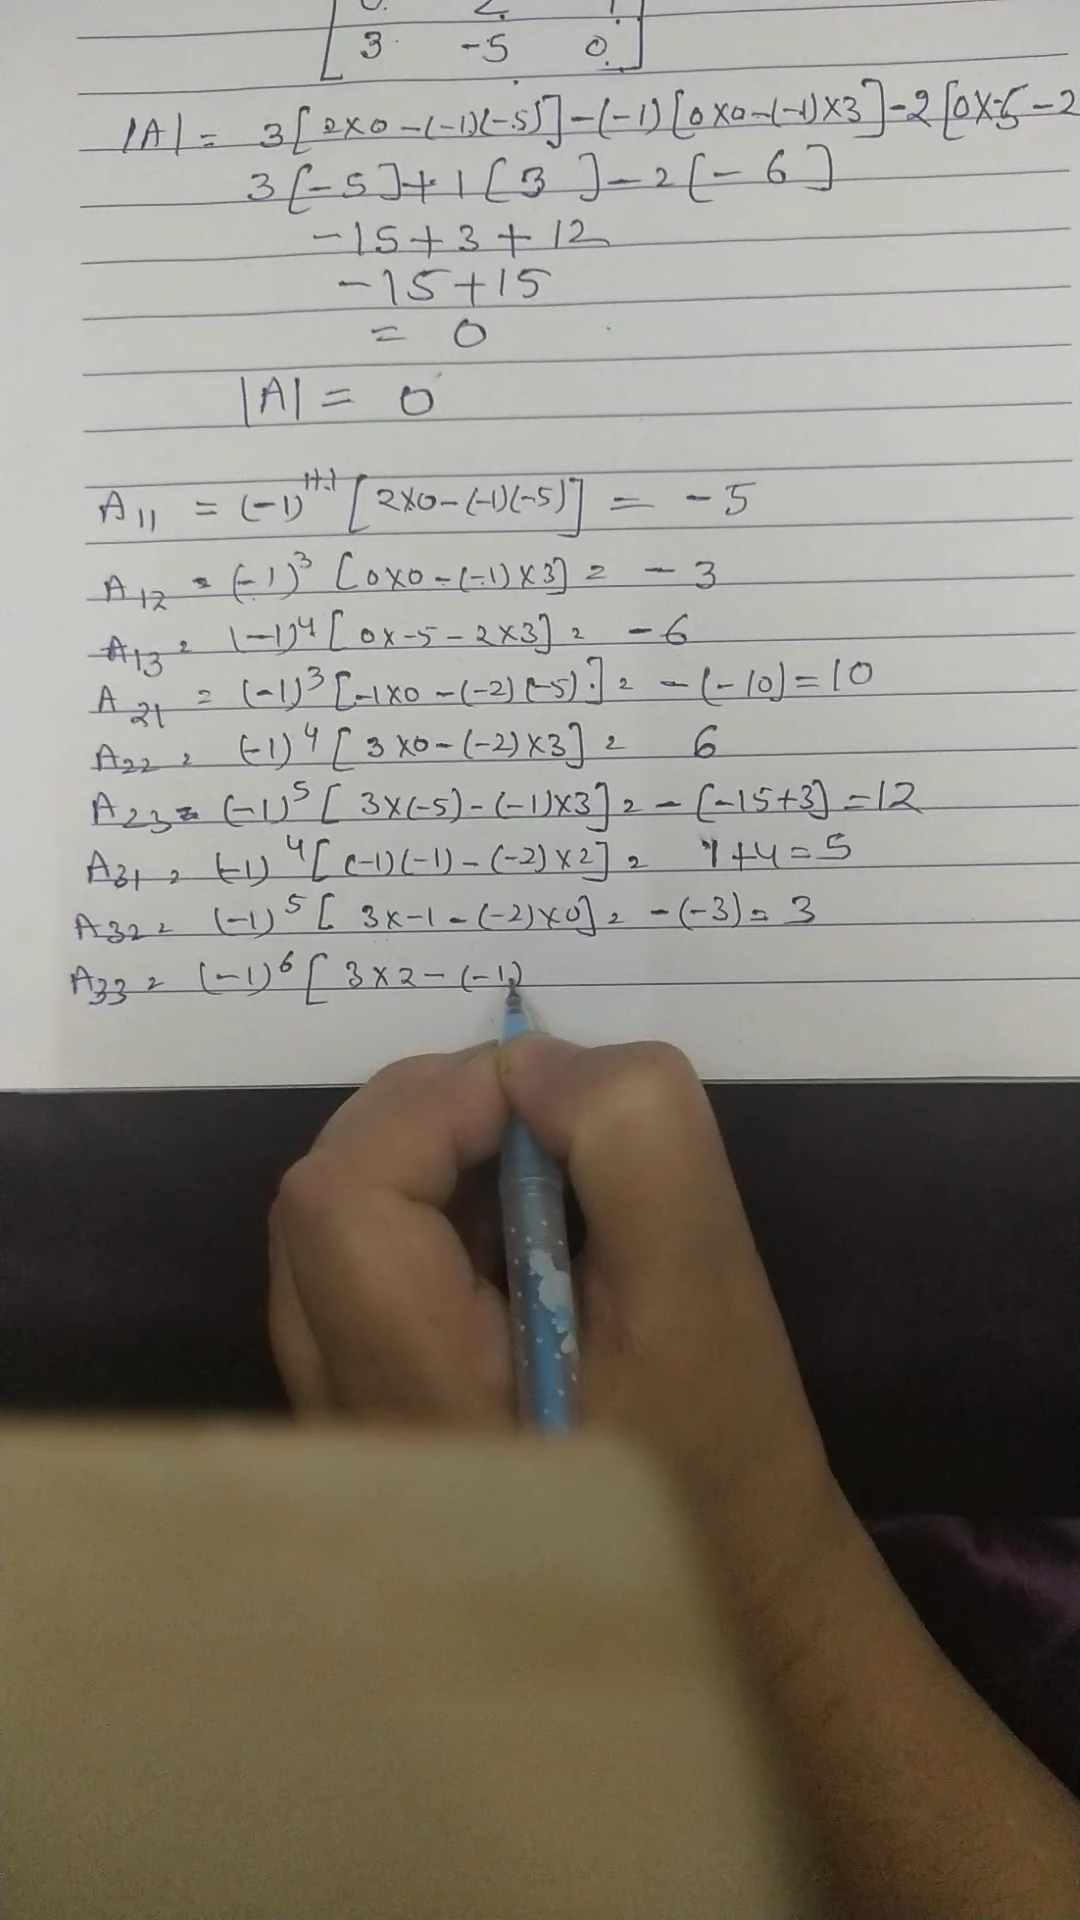 3 -5 0
|A| = 3[2×0-(-1)(-5)]-(-1)[0×0-(-1)×3]-2[0×-5-2
3[-5]+1[3]-2[-6]
-15+3+12
-15+15
= 0
|A| = 0
A11 = (-1)^1+1 [2×0-(-1)(-5)] = -5
A12 = (-1)^3 [0×0-(-1)×3] = -3
A13 = (-1)^4 [0×-5-2×3] = -6
A21 = (-1)^3 [-1×0-(-2)(-5)] = -(-10)=10
A22 = (-1)^4 [3×0-(-2)×3] = 6
A23 = (-1)^5 [3×(-5)-(-1)×3] = -[-15+3]=12
A31 = (-1)^4 [(-1)(-1)-(-2)×2] = 1+4=5
A32 = (-1)^5 [3×-1-(-2)×0] = -(-3)=3
A33 = (-1)^6 [3×2-(-1)